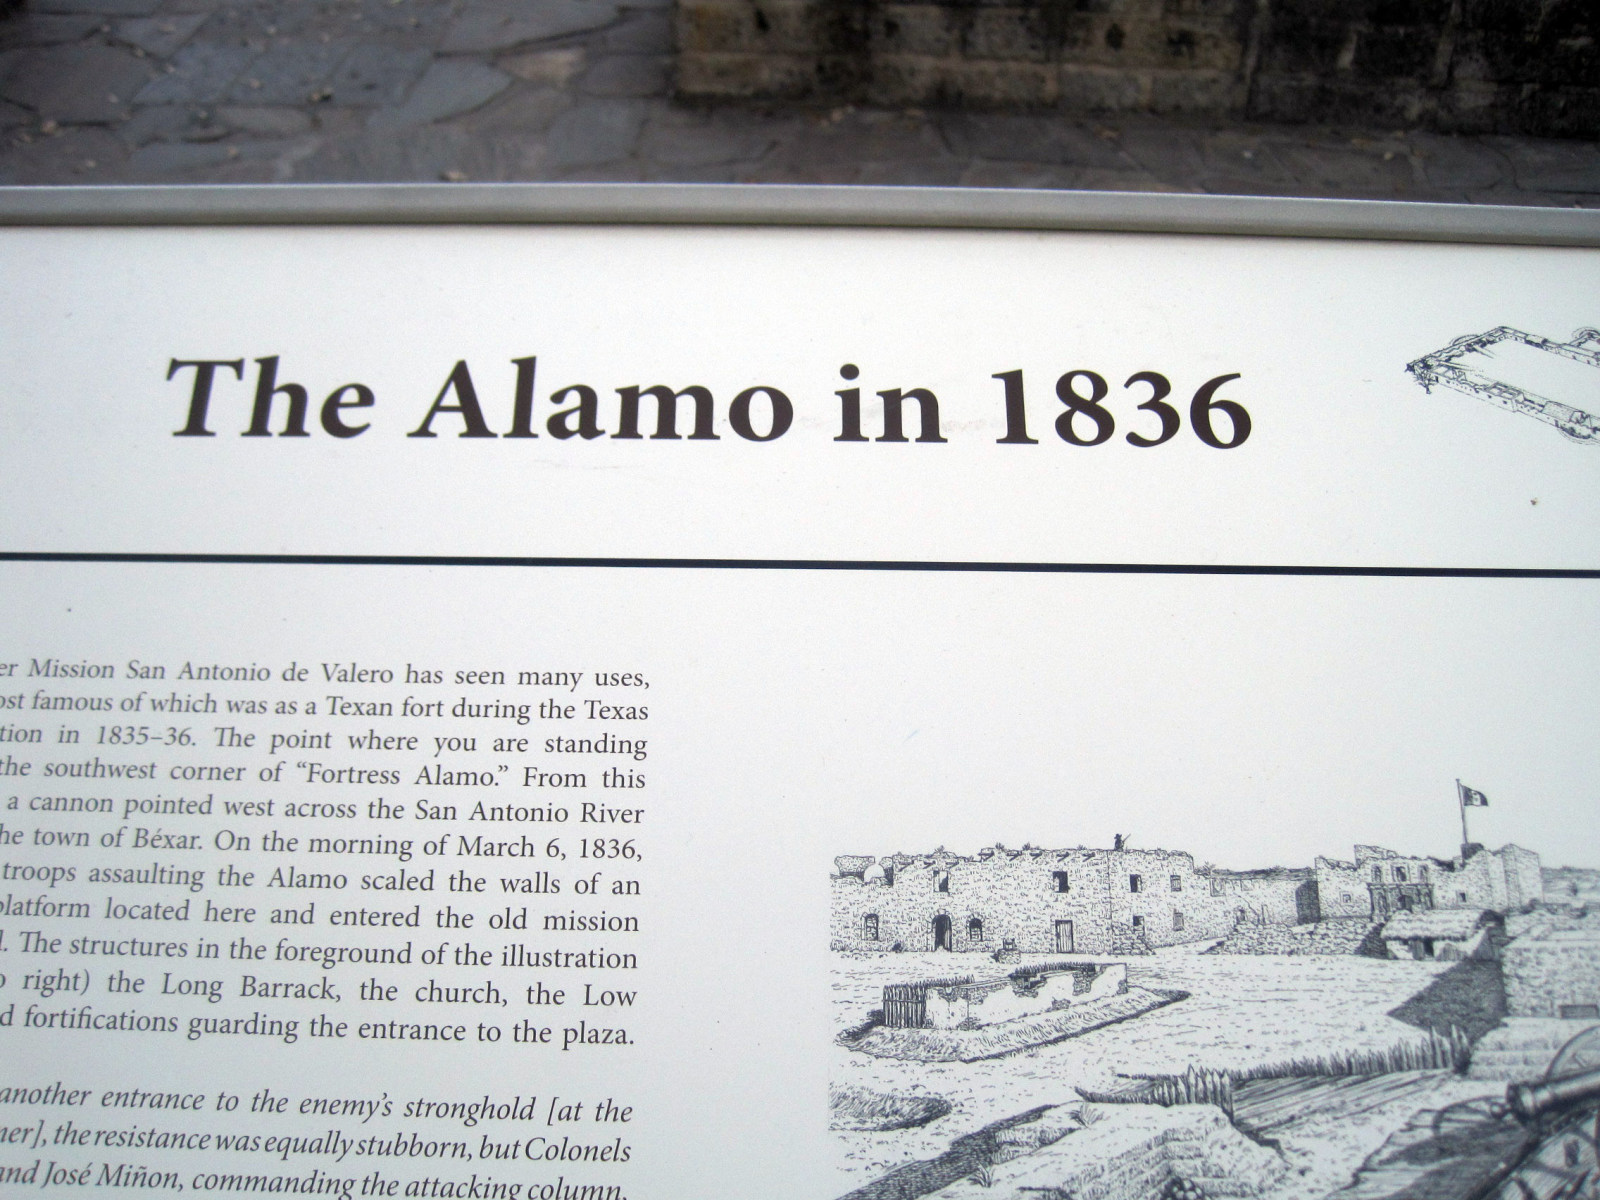 The Alamo in 1836
er Mission San Antonio de Valero has seen many uses,
ost famous of which was as a Texan fort during the Texas
tion in 1835–36. The point where you are standing
the southwest corner of “Fortress Alamo.” From this
a cannon pointed west across the San Antonio River
he town of Béxar. On the morning of March 6, 1836,
troops assaulting the Alamo scaled the walls of an
platform located here and entered the old mission
. The structures in the foreground of the illustration
o right) the Long Barrack, the church, the Low
d fortifications guarding the entrance to the plaza.
another entrance to the enemy’s stronghold [at the
ner], the resistance was equally stubborn, but Colonels
and José Miñon, commanding the attacking column,